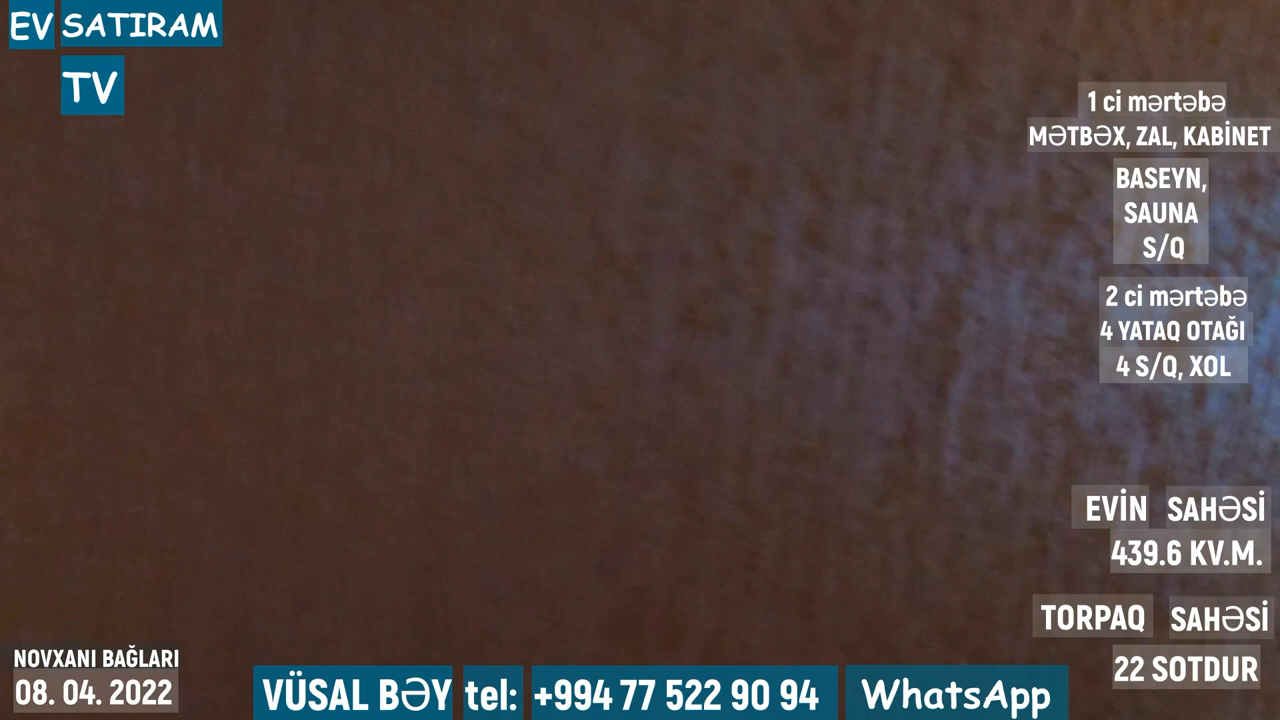 EV SATIRAM
TV
1 ci mərtəbə
MƏTBƏX, ZAL, KABİNET
BASEYN,
SAUNA
S/Q
2 ci mərtəbə
4 YATAQ OTAĞI
4 S/Q, XOL
EVİN SAHƏSİ
439.6 KV.M.
TORPAQ SAHƏSİ
22 SOTDUR
NOVXANI BAĞLARI
08. 04. 2022
VÜSAL BƏY tel: +994 77 522 90 94 WhatsApp